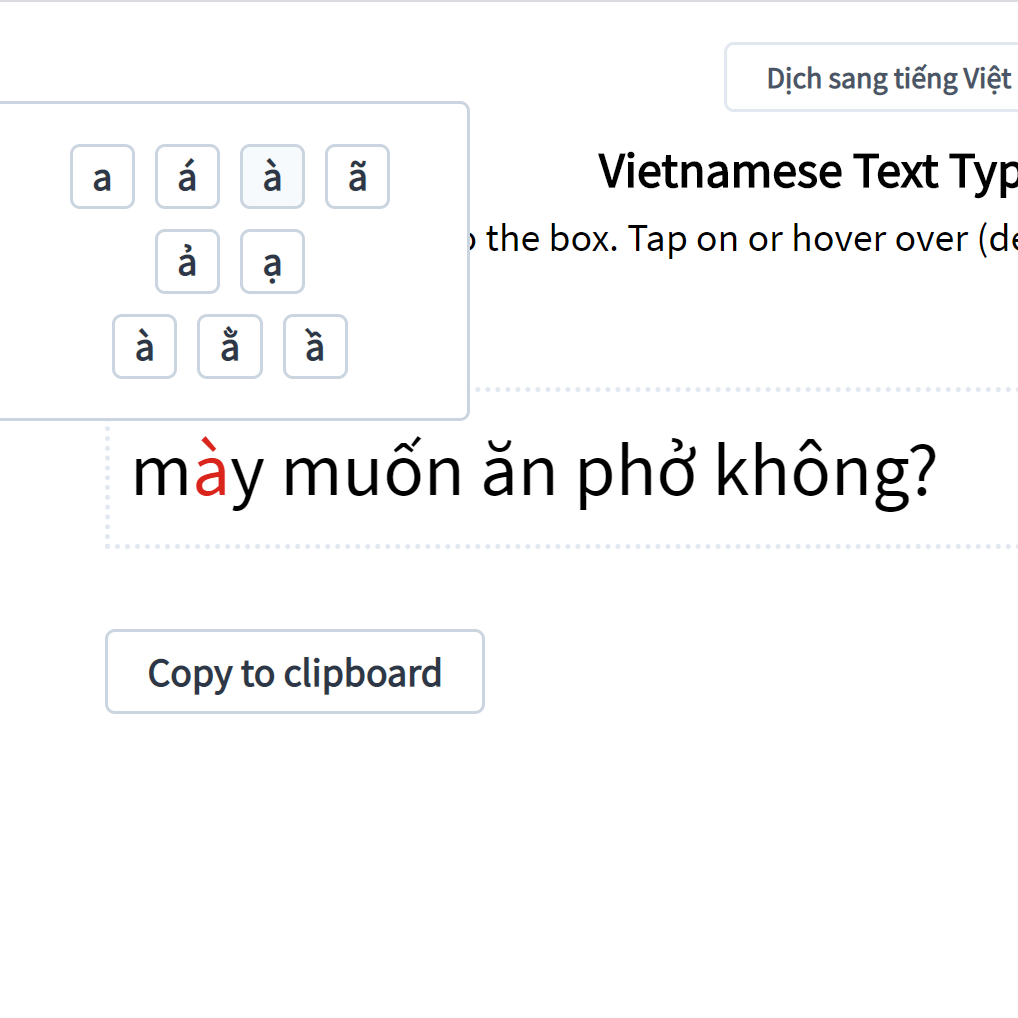 Dịch sang tiếng Việt
a á à ã
Vietnamese Text Typ
ả ạ
the box. Tap on or hover over (de
à ằ ầ
mày muốn ăn phở không?
Copy to clipboard